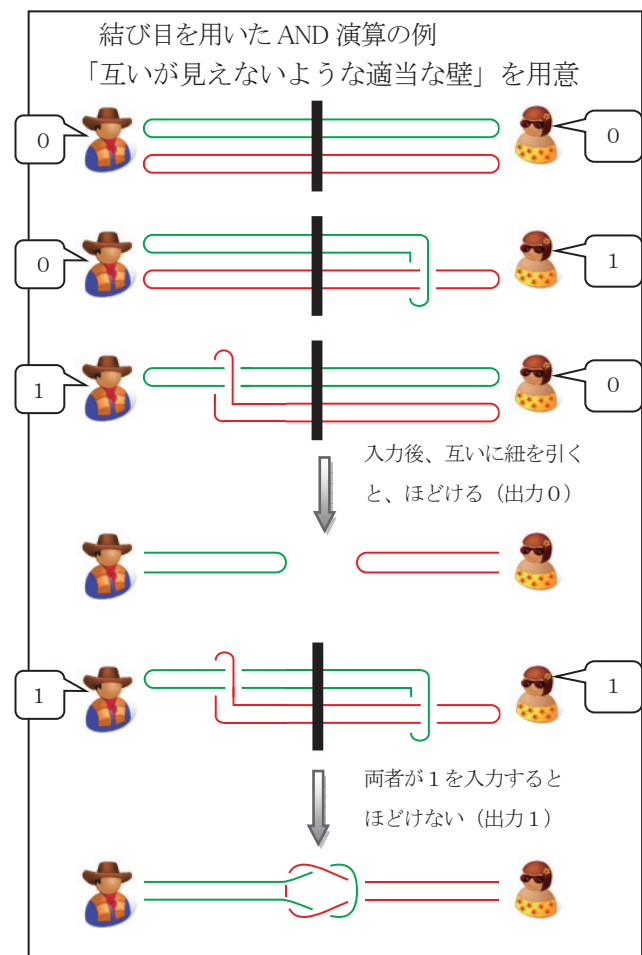 結び目を用いた AND 演算の例
「互いが見えないような適当な壁」を用意
0
0
0
1
1
0
入力後、互いに紐を引く
と、ほどける（出力０）
1
1
両者が１を入力すると
ほどけない（出力１）